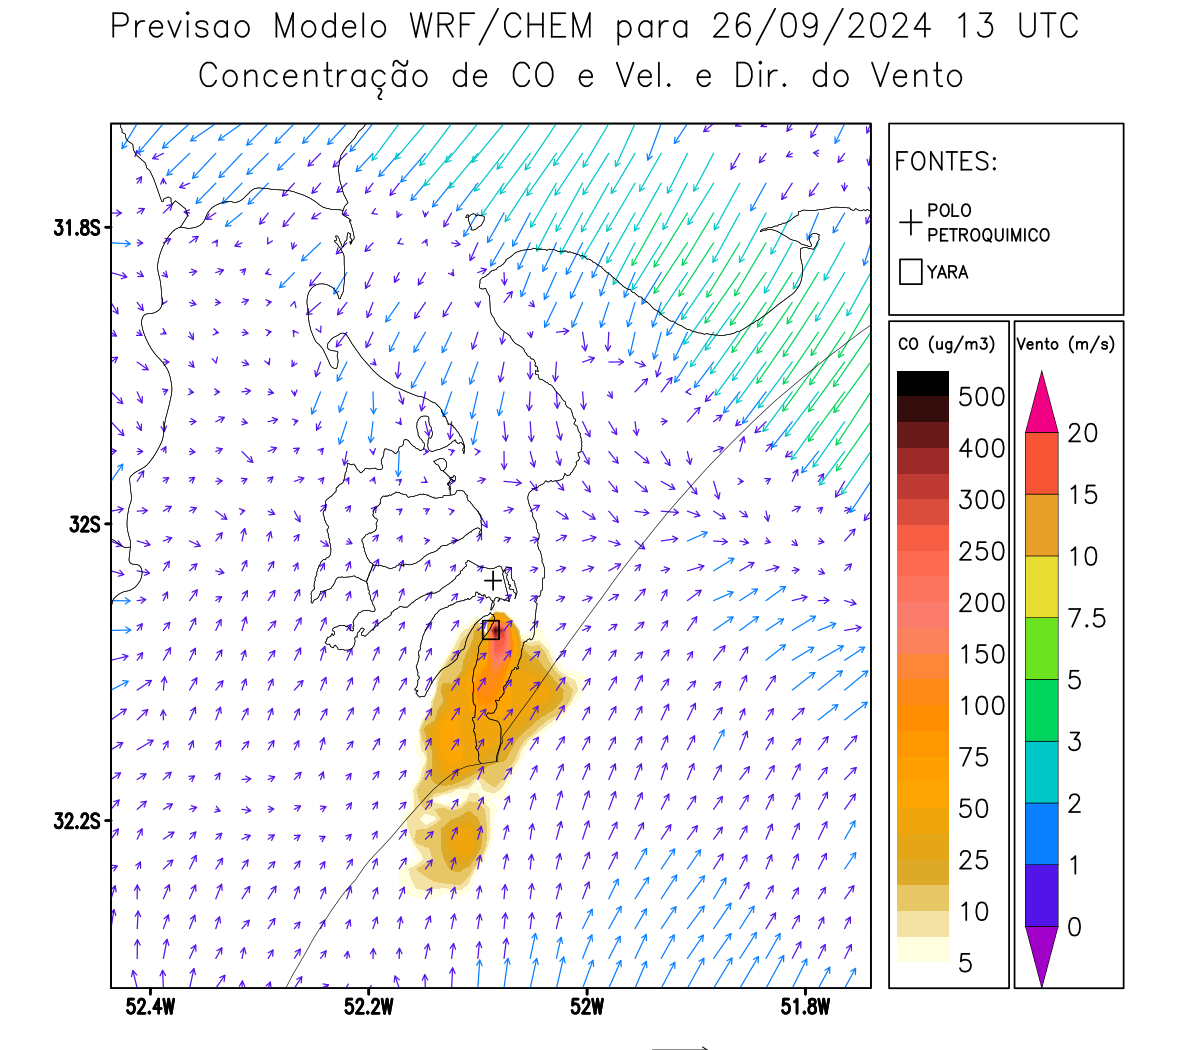 Previsao Modelo WRF/CHEM para 26/09/2024 13 UTC
Concentração de CO e Vel. e Dir. do Vento
FONTES:
POLO
PETROQUIMICO
YARA
CO (ug/m3)
500
400
300
250
200
150
100
75
50
25
10
5
Vento (m/s)
20
15
10
7.5
5
3
2
1
0
31.8S
32S
32.2S
52.4W
52.2W
52W
51.8W